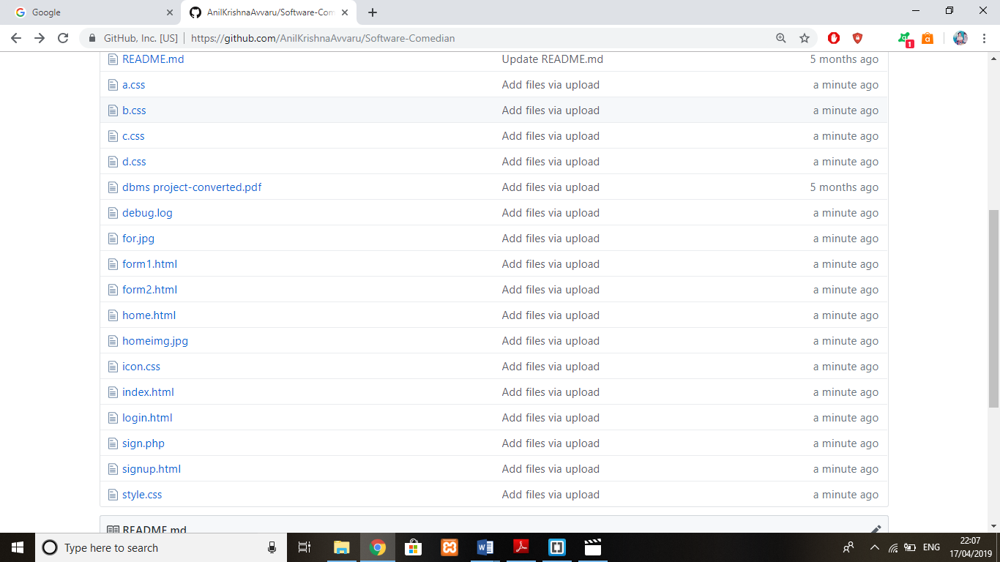 Google
AnilKrishnaAvvaru/Software-Com
GitHub, Inc. [US] https://github.com/AnilKrishnaAvvaru/Software-Comedian
1
README.md Update README.md 5 months ago
a.css Add files via upload a minute ago
b.css Add files via upload a minute ago
c.css Add files via upload a minute ago
d.css Add files via upload a minute ago
dbms project-converted.pdf Add files via upload 5 months ago
debug.log Add files via upload a minute ago
for.jpg Add files via upload a minute ago
form1.html Add files via upload a minute ago
form2.html Add files via upload a minute ago
home.html Add files via upload a minute ago
homeimg.jpg Add files via upload a minute ago
icon.css Add files via upload a minute ago
index.html Add files via upload a minute ago
login.html Add files via upload a minute ago
sign.php Add files via upload a minute ago
signup.html Add files via upload a minute ago
style.css Add files via upload a minute ago
README.md
Type here to search
ENG
22:07
17/04/2019